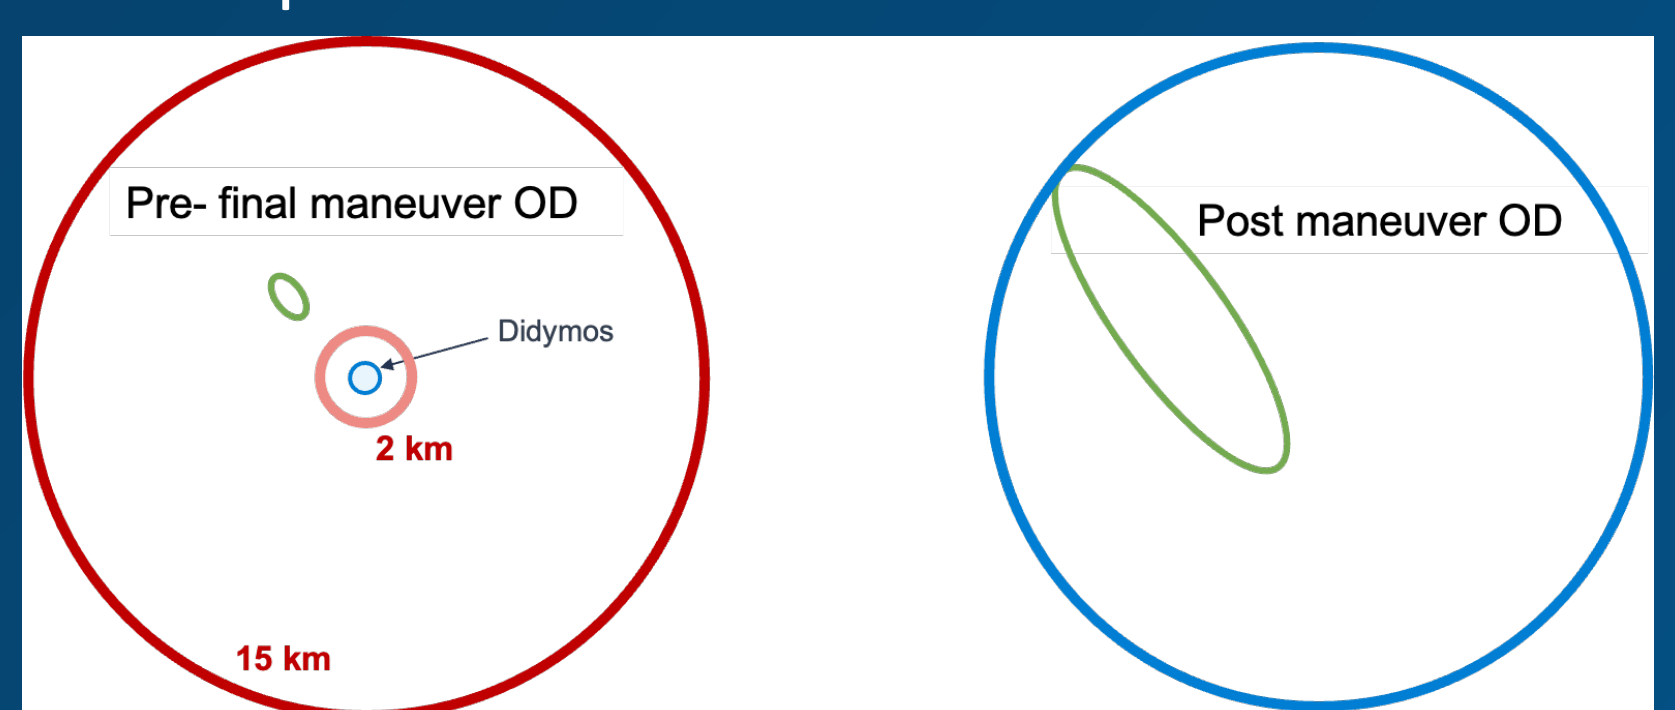 Pre- final maneuver OD
Post maneuver OD
Didymos
2 km
15 km